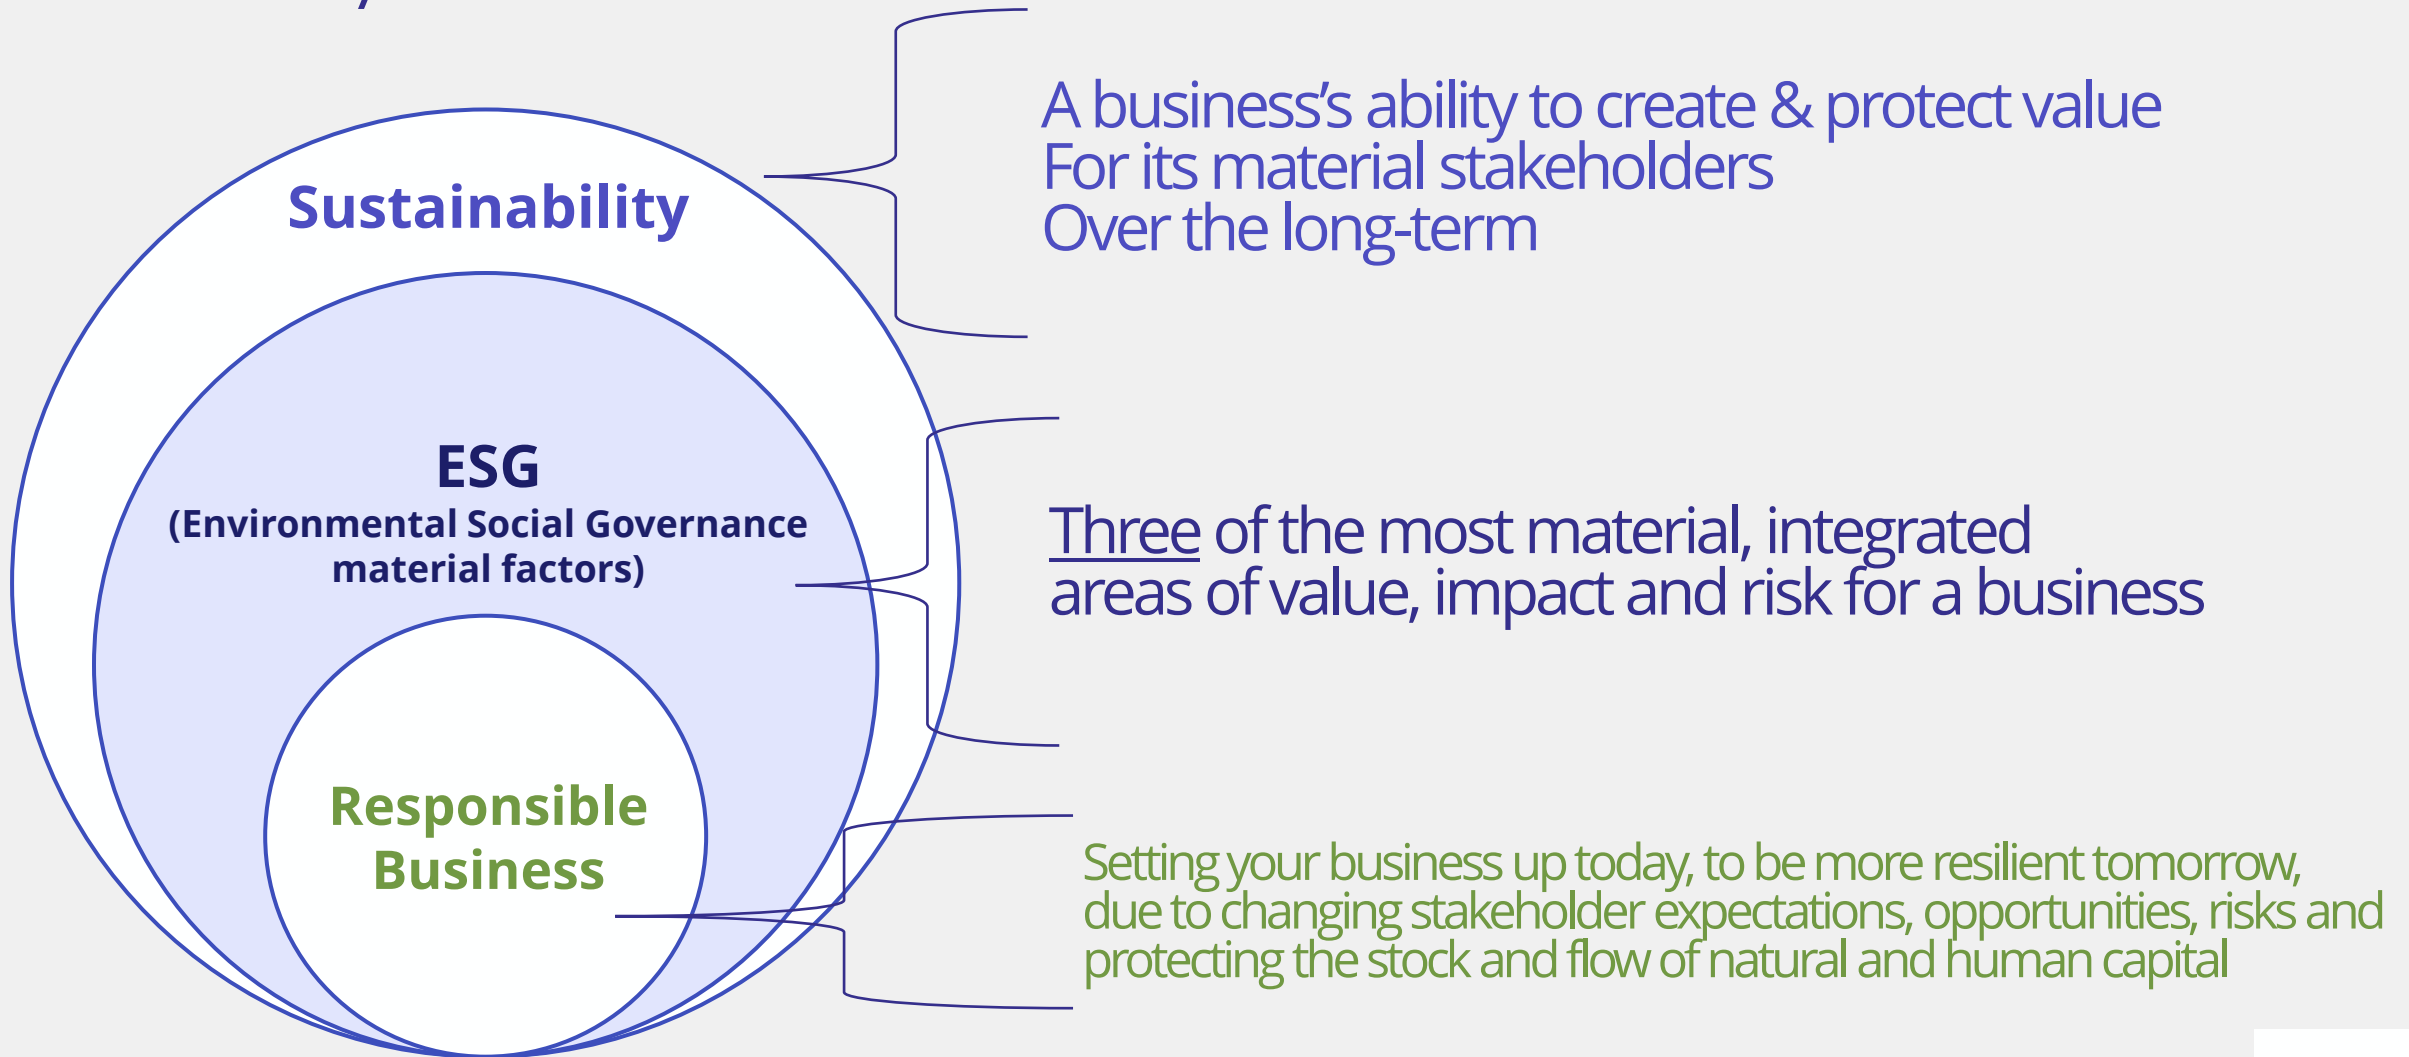 Sustainability
A business's ability to create & protect value
For its material stakeholders
Over the long-term
ESG
(Environmental Social Governance
material factors)
Three of the most material, integrated
areas of value, impact and risk for a business
Responsible
Business
Setting your business up today, to be more resilient tomorrow,
due to changing stakeholder expectations, opportunities, risks and
protecting the stock and flow of natural and human capital